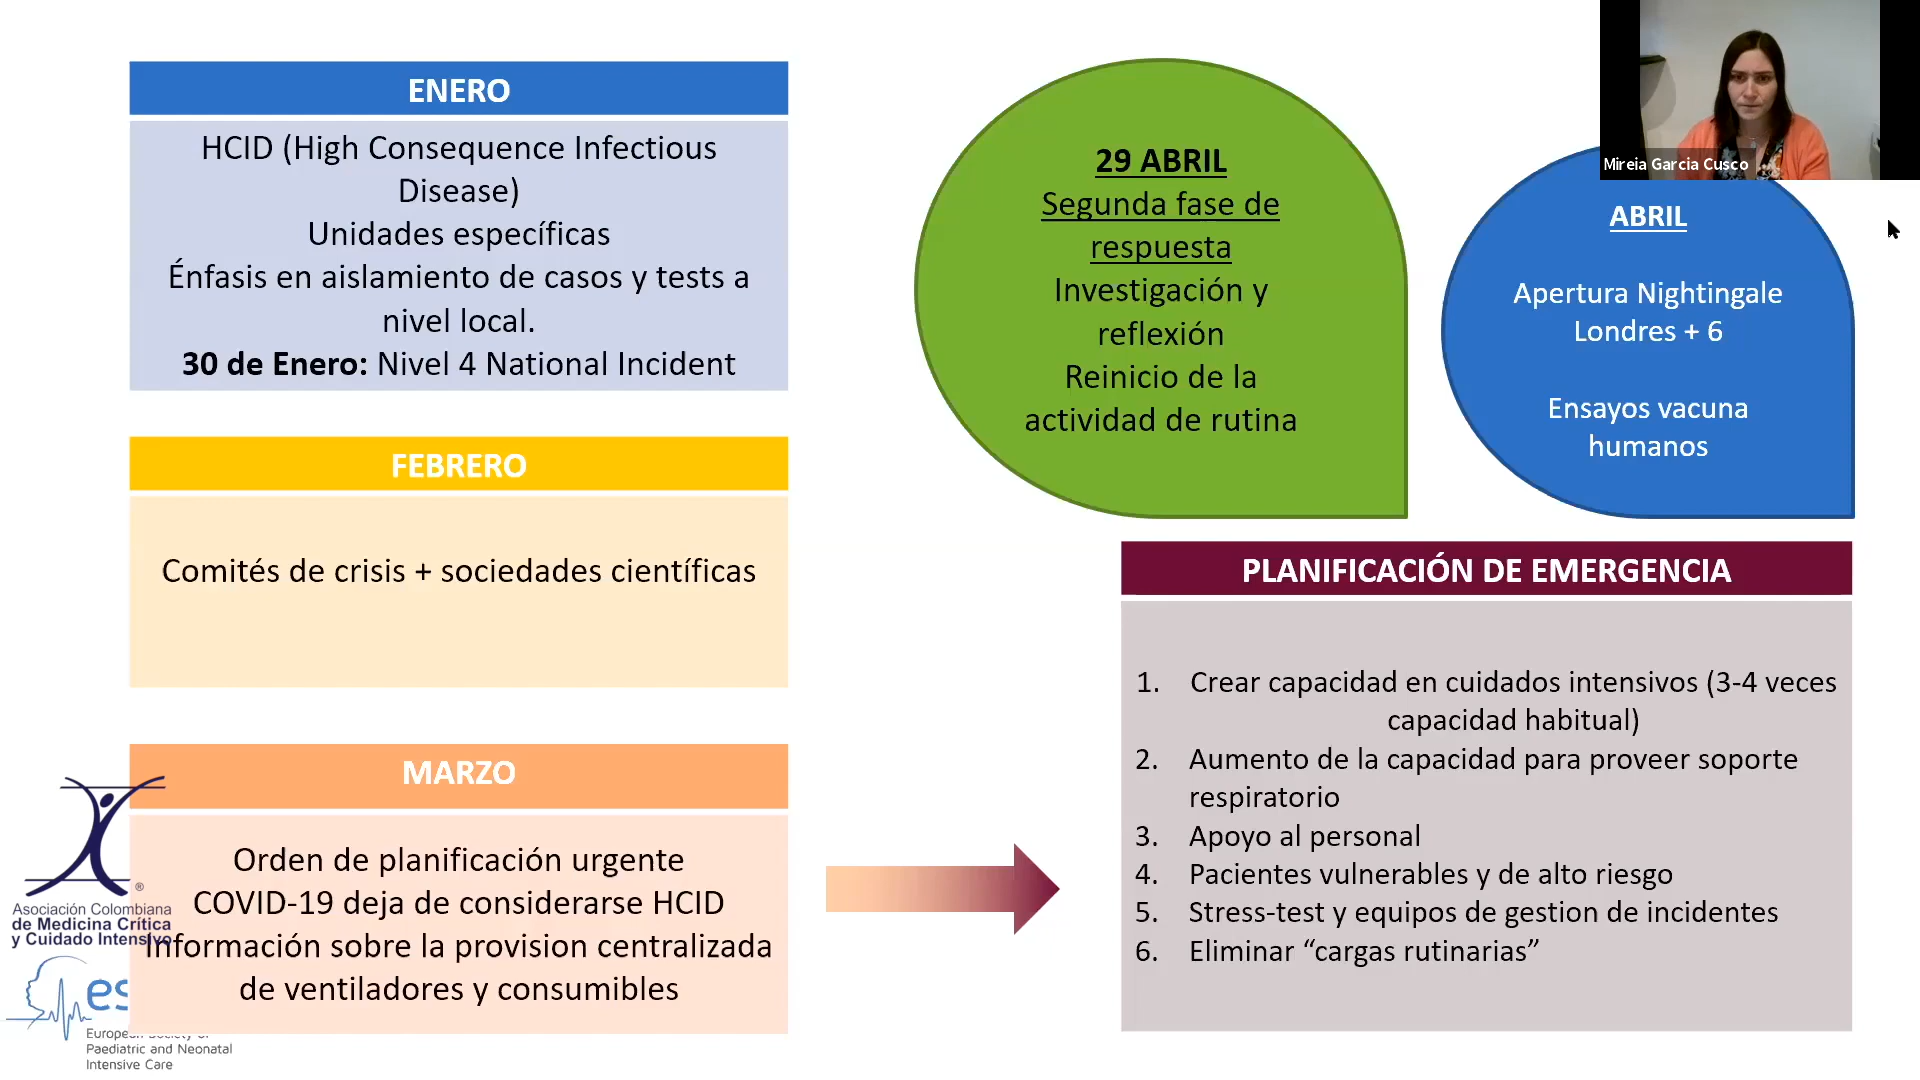 ENERO
HCID (High Consequence Infectious
Disease)
Unidades específicas
Énfasis en aislamiento de casos y tests a
nivel local.
30 de Enero: Nivel 4 National Incident
FEBRERO
Comités de crisis + sociedades científicas
MARZO
Orden de planificación urgente
COVID-19 deja de considerarse HCID
Información sobre la provision centralizada
de ventiladores y consumibles
29 ABRIL
Segunda fase de
respuesta
Investigación y
reflexión
Reinicio de la
actividad de rutina
Mireia Garcia Cusco
ABRIL
Apertura Nightingale
Londres + 6
Ensayos vacuna
humanos
PLANIFICACIÓN DE EMERGENCIA
1. Crear capacidad en cuidados intensivos (3-4 veces
capacidad habitual)
2. Aumento de la capacidad para proveer soporte
respiratorio
3. Apoyo al personal
4. Pacientes vulnerables y de alto riesgo
5. Stress-test y equipos de gestion de incidentes
6. Eliminar “cargas rutinarias”
®
Asociación Colombiana
de Medicina Crítica
y Cuidado Intensivo
es
European Society of
Paediatric and Neonatal
Intensive Care